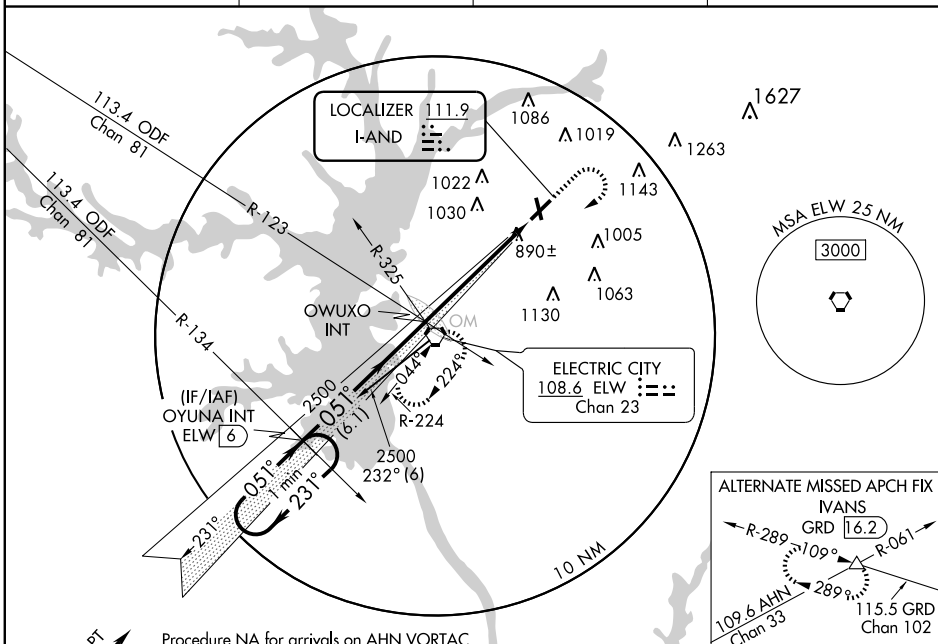 113.4 ODF
Chan 81
113.4 ODF
Chan 81
LOCALIZER 111.9
I-AND
1086
1019
1627
1263
1143
1022
1030
R-123
R-325
890±
1005
1063
1130
MSA ELW 25 NM
3000
OWUXO
INT
OM
R-134
ELECTRIC CITY
108.6 ELW
Chan 23
044°
224°
R-224
(IF/IAF)
OYUNA INT
ELW 6
2500
051°
(6.1)
2500
232° (6)
051°
1 min
231°
231°
10 NM
ALTERNATE MISSED APCH FIX
IVANS
GRD 16.2
R-289
109°
R-061
289°
109.6 AHN
Chan 33
115.5 GRD
Chan 102
PT
Procedure NA for arrivals on AHN VORTAC